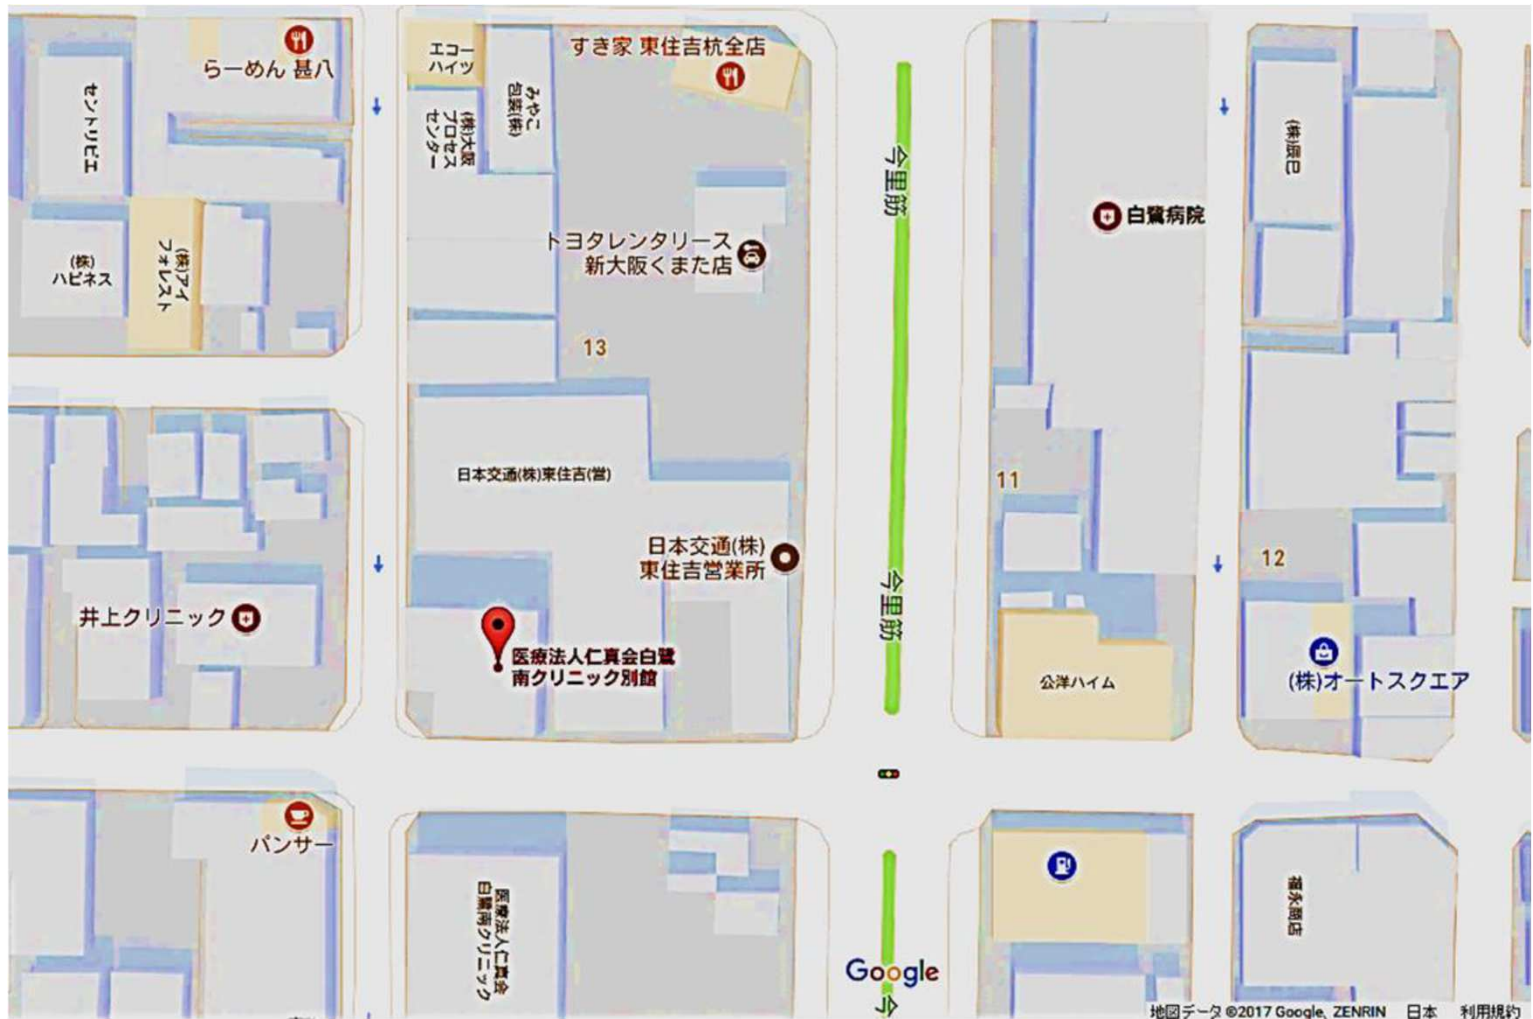 らーめん 甚八
セントリビエ
(株)
ハピネス
(株)アイ
フォレスト
エコー
ハイツ
みやこ
包装(株)
(株)大阪
プロセス
センター
すき家 東住吉杭全店
トヨタレンタリース
新大阪くまた店
13
今里筋
白鷺病院
(株)辰巳
日本交通(株)東住吉(営)
11
日本交通(株)
東住吉営業所
12
井上クリニック
医療法人仁真会白鷺
南クリニック別館
今里筋
公洋ハイム
(株)オートスクエア
パンサー
医療法人仁真会
白鷺南クリニック
福永商店
Google
今
地図データ ©2017 Google, ZENRIN 日本 利用規約